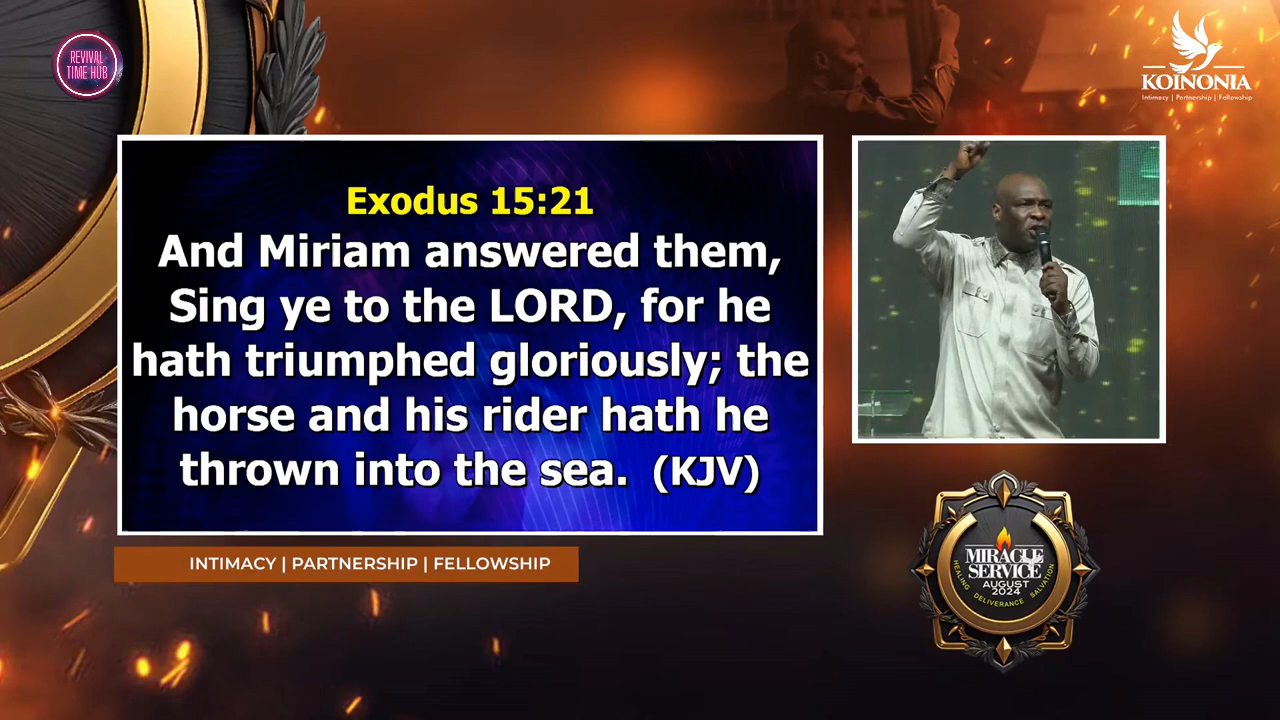 REVIVAL
TIME HUB
KOINONIA
Intimacy | Partnership | Fellowship
Exodus 15:21
And Miriam answered them,
Sing ye to the LORD, for he
hath triumphed gloriously; the
horse and his rider hath he
thrown into the sea. (KJV)
INTIMACY | PARTNERSHIP | FELLOWSHIP
MIRACLE
SERVICE
AUGUST
2024
HEALING DELIVERANCE SALVATION